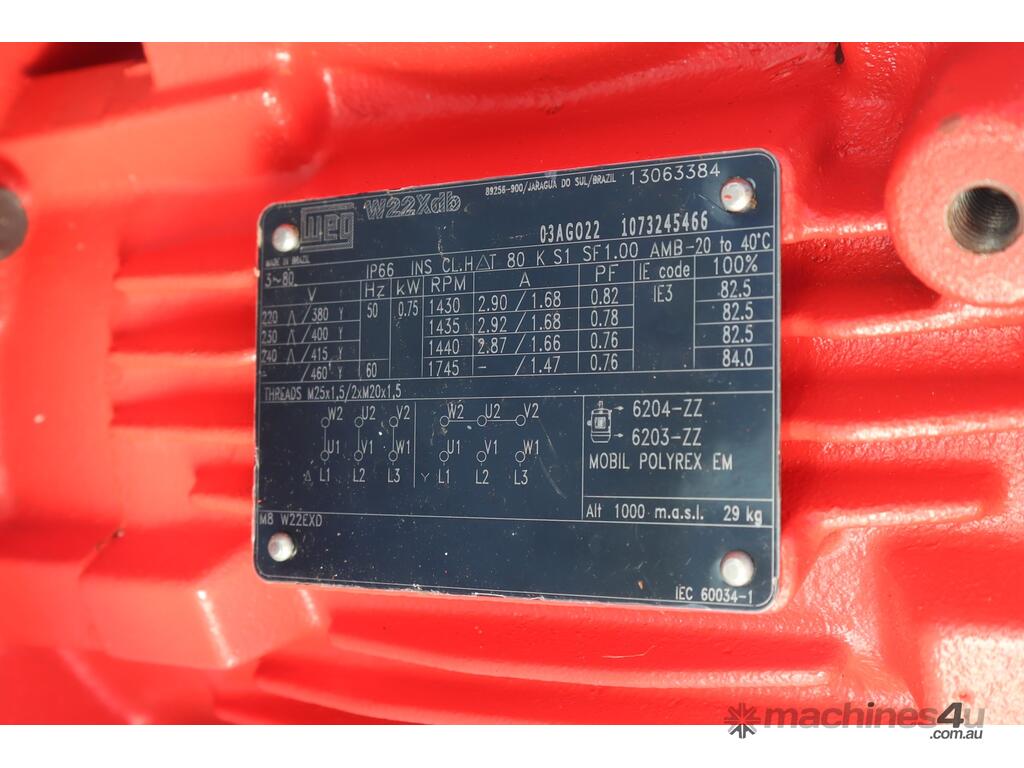 89256-900/JARAGUA DO SUL/BRAZIL 13063384
WEG W22Xdb
MADE IN BRAZIL 03AGO22 1073245466
3~80 IP66 INS CL.H△T 80 K S1 SF1.00 AMB-20 to 40°C
V Hz kW RPM A PF IE code 100%
220 △/380 Y 50 0.75 1430 2.90 / 1.68 0.82 IE3 82.5
230 △/400 Y 1435 2.92 / 1.68 0.78 82.5
240 △/415 Y 1440 2.87 / 1.66 0.76 82.5
/460 Y 60 1745 - / 1.47 0.76 84.0
THREADS M25x1,5/2xM20x1,5
W2 U2 V2 W2 U2 V2 6204-ZZ
U1 V1 W1 U1 V1 W1 6203-ZZ
△ L1 L2 L3 Y L1 L2 L3 MOBIL POLYREX EM
M8 W22EXD Alt 1000 m.a.s.l. 29 kg
IEC 60034-1
machines4u
.com.au